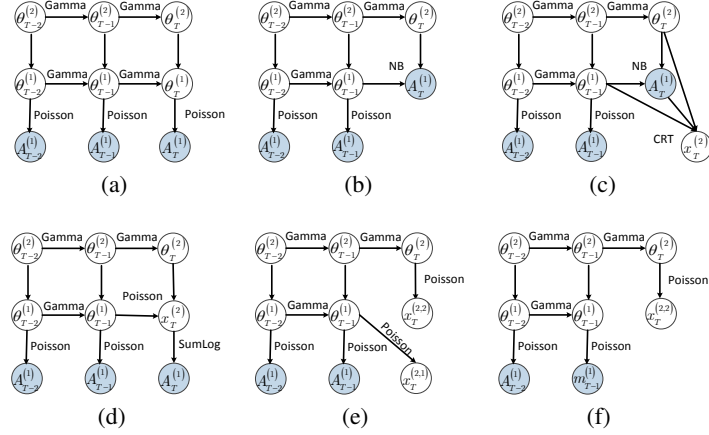 Gamma Gamma Gamma Gamma Gamma Gamma
θ_{T-2}^{(2)} θ_{T-1}^{(2)} θ_T^{(2)} θ_{T-2}^{(2)} θ_{T-1}^{(2)} θ_T^{(2)} θ_{T-2}^{(2)} θ_{T-1}^{(2)} θ_T^{(2)}
Gamma Gamma Gamma NB Gamma NB
θ_{T-2}^{(1)} θ_{T-1}^{(1)} θ_T^{(1)} θ_{T-2}^{(1)} θ_{T-1}^{(1)} A_T^{(1)} θ_{T-2}^{(1)} θ_{T-1}^{(1)} A_T^{(1)}
Poisson Poisson Poisson Poisson Poisson Poisson Poisson CRT
A_{T-2}^{(1)} A_{T-1}^{(1)} A_T^{(1)} A_{T-2}^{(1)} A_{T-1}^{(1)} A_{T-2}^{(1)} A_{T-1}^{(1)} x_T^{(2)}
(a) (b) (c)
Gamma Gamma Gamma Gamma Gamma Gamma
θ_{T-2}^{(2)} θ_{T-1}^{(2)} θ_T^{(2)} θ_{T-2}^{(2)} θ_{T-1}^{(2)} θ_T^{(2)} θ_{T-2}^{(2)} θ_{T-1}^{(2)} θ_T^{(2)}
Gamma Poisson Gamma Poisson Gamma Poisson
θ_{T-2}^{(1)} θ_{T-1}^{(1)} x_T^{(2)} θ_{T-2}^{(1)} θ_{T-1}^{(1)} x_T^{(2,2)} θ_{T-2}^{(1)} θ_{T-1}^{(1)} x_T^{(2,2)}
Poisson Poisson SumLog Poisson Poisson Poisson Poisson Poisson
A_{T-2}^{(1)} A_{T-1}^{(1)} A_T^{(1)} A_{T-2}^{(1)} A_{T-1}^{(1)} x_T^{(2,1)} A_{T-2}^{(1)} m_{T-1}^{(1)}
(d) (e) (f)